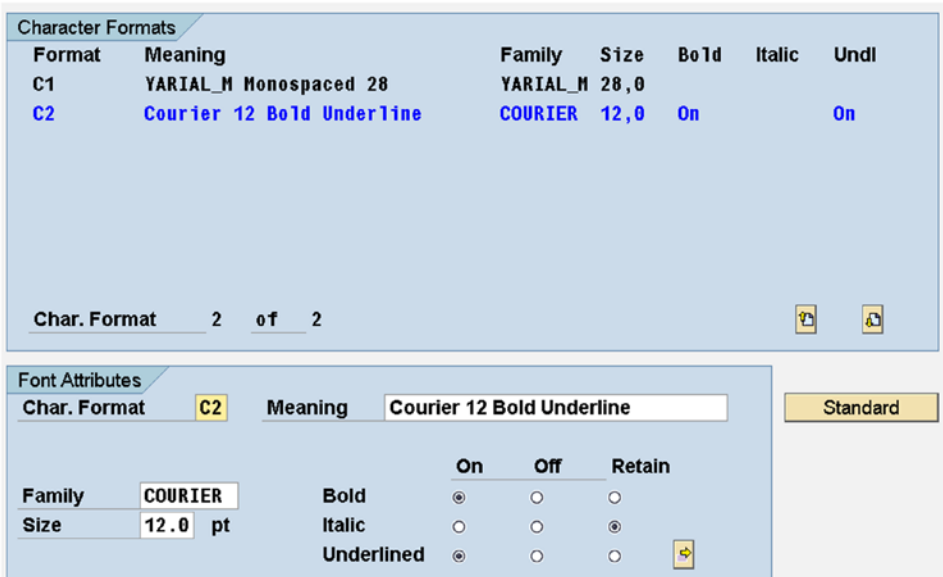 Character Formats
Format Meaning Family Size Bold Italic Undl
C1 YARIAL_M Monospaced 28 YARIAL_M 28,0
C2 Courier 12 Bold Underline COURIER 12,0 On On
Char. Format 2 of 2
Font Attributes
Char. Format C2 Meaning Courier 12 Bold Underline Standard
On Off Retain
Family COURIER Bold
Size 12.0 pt Italic
Underlined